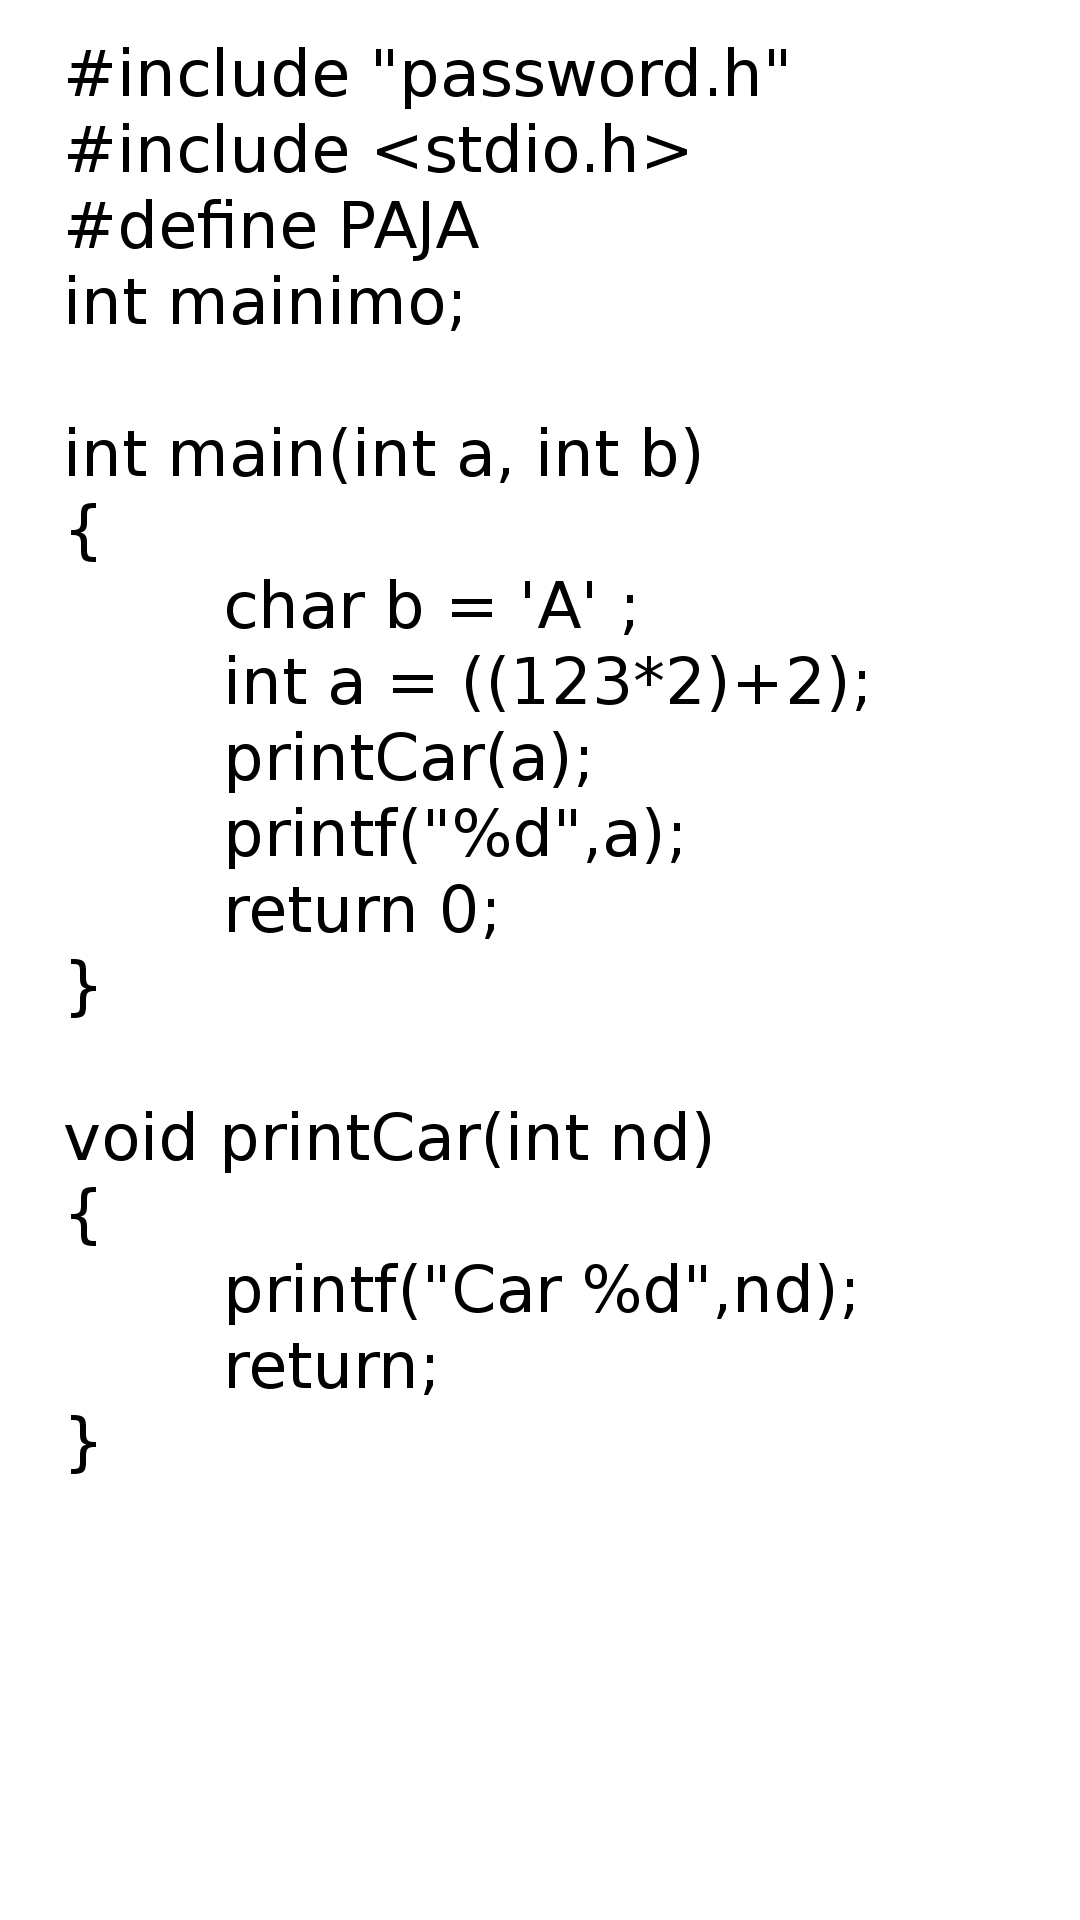 #include "password.h"
#include <stdio.h>
#define PAJA
int mainimo;

int main(int a, int b)
{
	char b = 'A' ;
	int a = ((123*2)+2);
	printCar(a);
	printf("%d",a);
	return 0;
}

void printCar(int nd)
{
	printf("Car %d",nd);
	return;
}